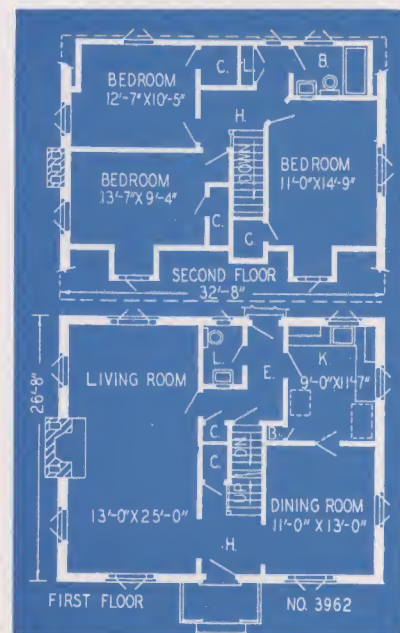 BEDROOM
12'-7"X10'-5"
C.
L.
B.
H.
BEDROOM
13'-7"X9'-4"
DOWN
BEDROOM
11'-0"X14'-9"
C.
C.
SECOND FLOOR
32'-8"
26'-8"
LIVING ROOM
L.
E.
K.
9'-0"X11'-7"
C.
C.
B.
DN
UP
13'-0"X25'-0"
DINING ROOM
11'-0"X13'-0"
H.
FIRST FLOOR
NO. 3962